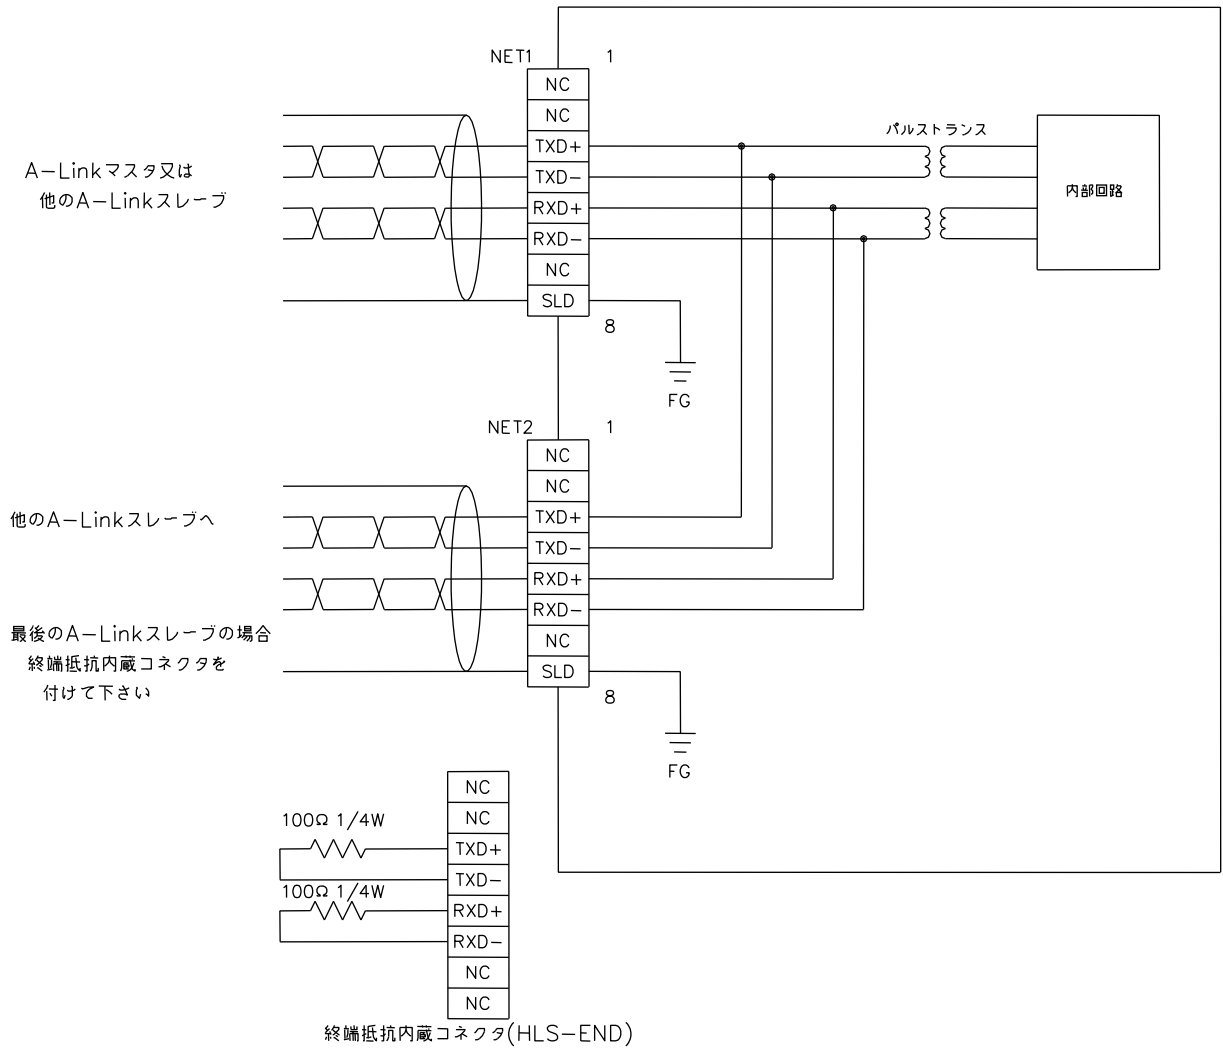 NET1
1
NC
NC
TXD+
TXD−
RXD+
RXD−
NC
SLD
8
FG
A−Linkマスタ又は
他のA−Linkスレーブ
パルストランス
内部回路
NET2
1
NC
NC
TXD+
TXD−
RXD+
RXD−
NC
SLD
8
FG
他のA−Linkスレーブへ
最後のA−Linkスレーブの場合
終端抵抗内蔵コネクタを
付けて下さい
100Ω 1/4W
100Ω 1/4W
NC
NC
TXD+
TXD−
RXD+
RXD−
NC
NC
終端抵抗内蔵コネクタ(HLS−END)